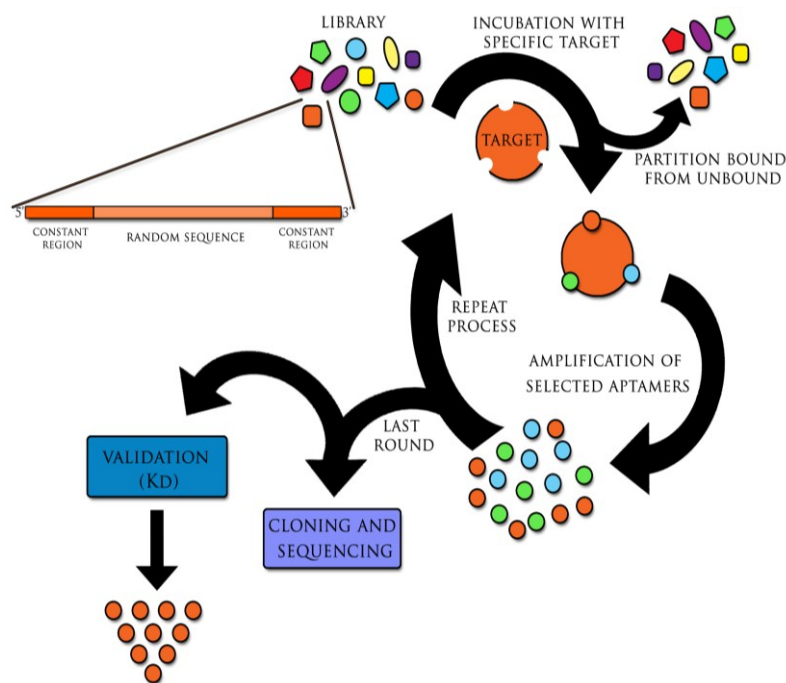 LIBRARY
INCUBATION WITH
SPECIFIC TARGET
TARGET
PARTITION BOUND
FROM UNBOUND
5'
3'
CONSTANT
REGION
RANDOM SEQUENCE
CONSTANT
REGION
REPEAT
PROCESS
AMPLIFICATION OF
SELECTED APTAMERS
LAST
ROUND
VALIDATION
(KD)
CLONING AND
SEQUENCING